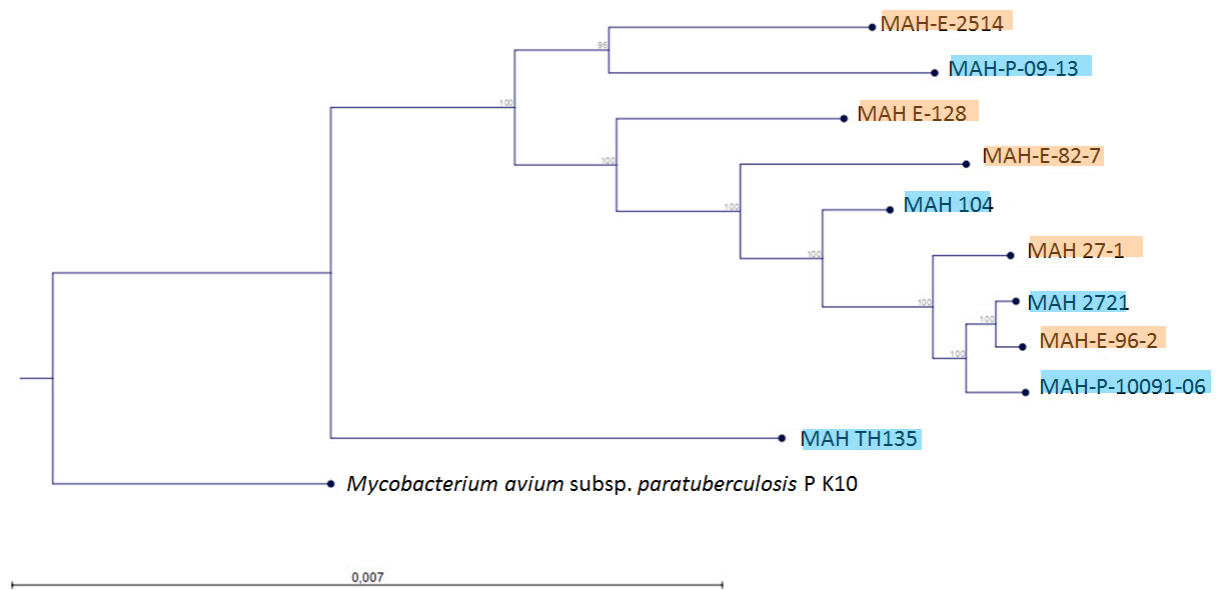 MAH-E-2514
96
MAH-P-09-13
100
MAH E-128
100
MAH-E-82-7
100
MAH 104
100
MAH 27-1
100
MAH 2721
100
MAH-E-96-2
100
MAH-P-10091-06
MAH TH135
Mycobacterium avium subsp. paratuberculosis P K10
0,007